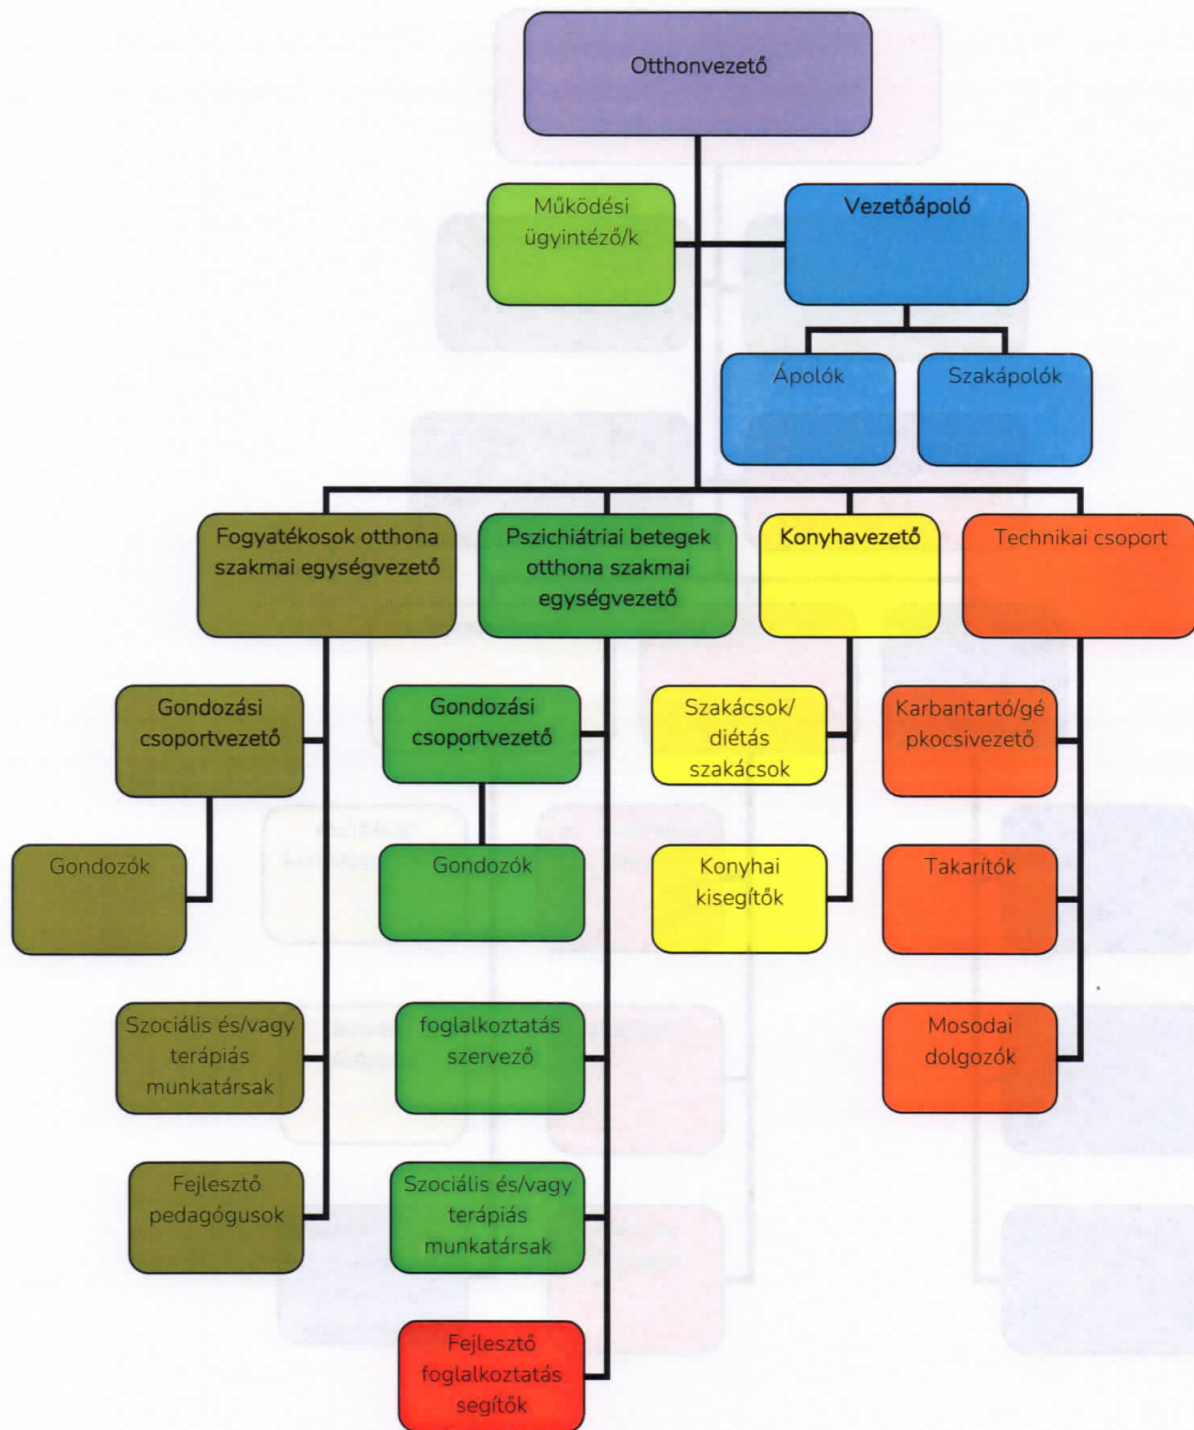 Otthonvezető
Működési
ügyintéző/k
Vezetőápoló
Ápolók
Szakápolók
Fogyatékosok otthona
szakmai egységvezető
Pszichiátriai betegek
otthona szakmai
egységvezető
Konyhavezető
Technikai csoport
Gondozási
csoportvezető
Gondozási
csoportvezető
Szakácsok/
diétás
szakácsok
Karbantartó/gé
pkocsivezető
Gondozók
Gondozók
Konyhai
kisegítők
Takarítók
Szociális és/vagy
terápiás
munkatársak
foglalkoztatás
szervező
Mosodai
dolgozók
Fejlesztő
pedagógusok
Szociális és/vagy
terápiás
munkatársak
Fejlesztő
foglalkoztatás
segítők